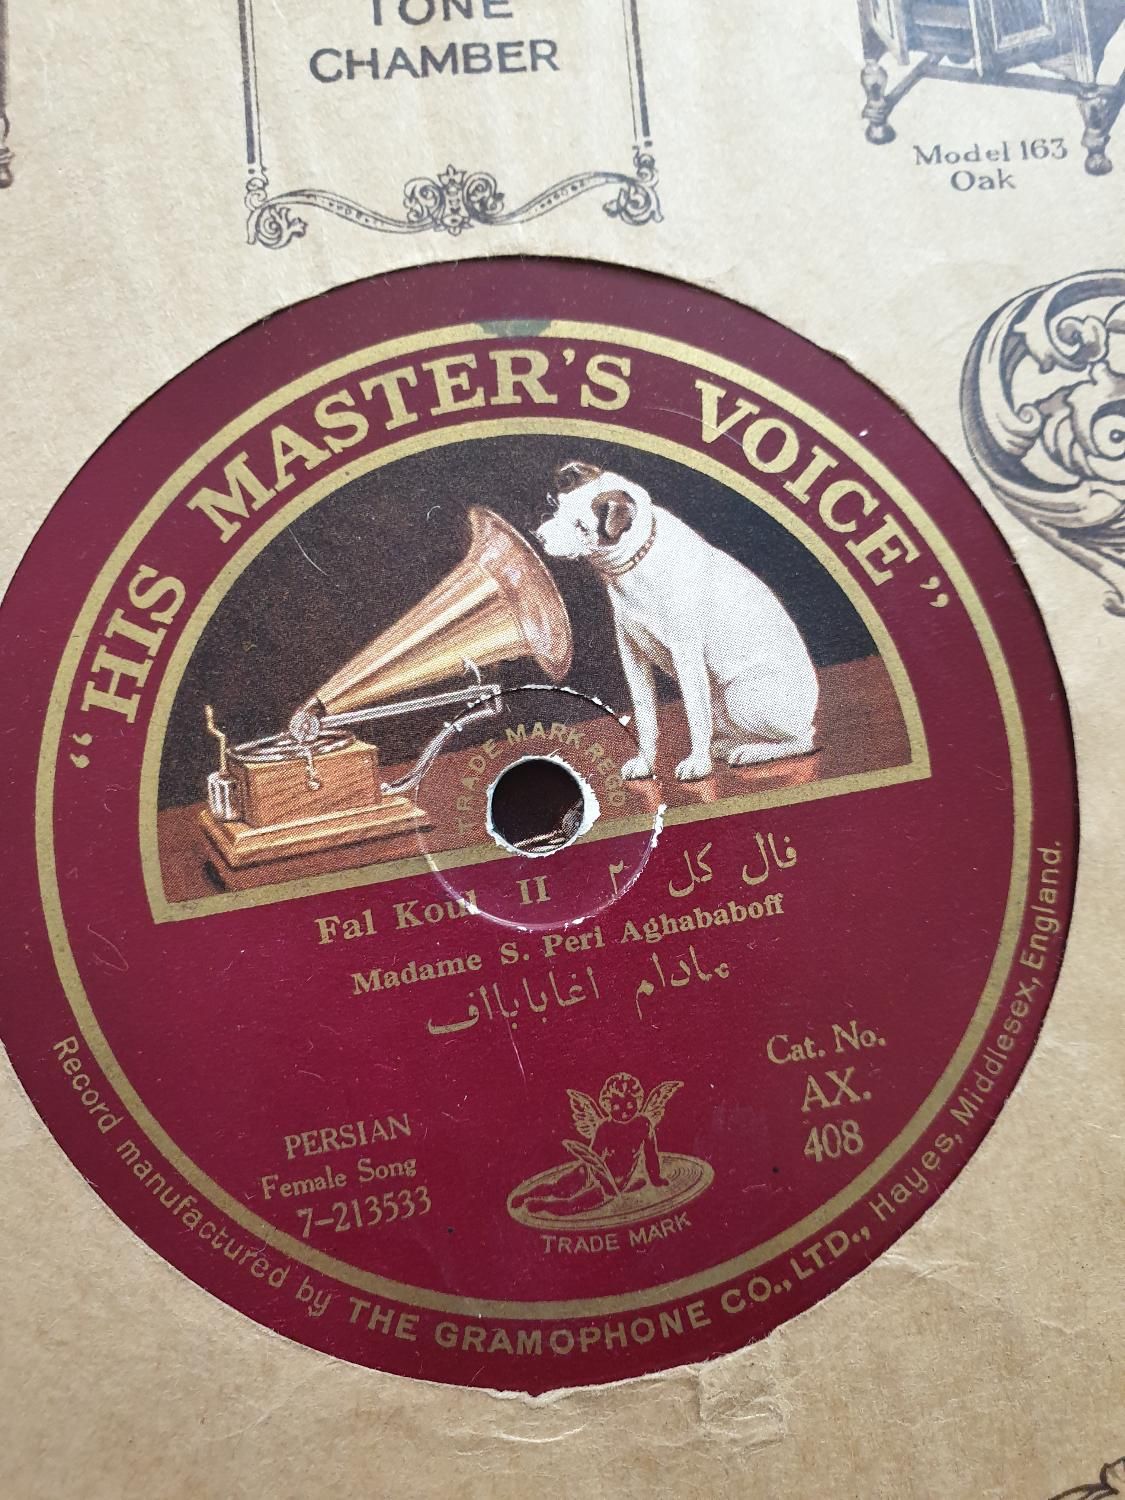 TONE
CHAMBER
Model 163
Oak
"HIS MASTER'S VOICE"
TRADE MARK REGD
Fal Koul II فال کل ۲
Madame S. Peri Aghababoff
مادام اغابابااف
Cat. No.
AX.
408
PERSIAN
Female Song
7-213533
TRADE MARK
Record manufactured by THE GRAMOPHONE CO., LTD., Hayes, Middlesex, England.